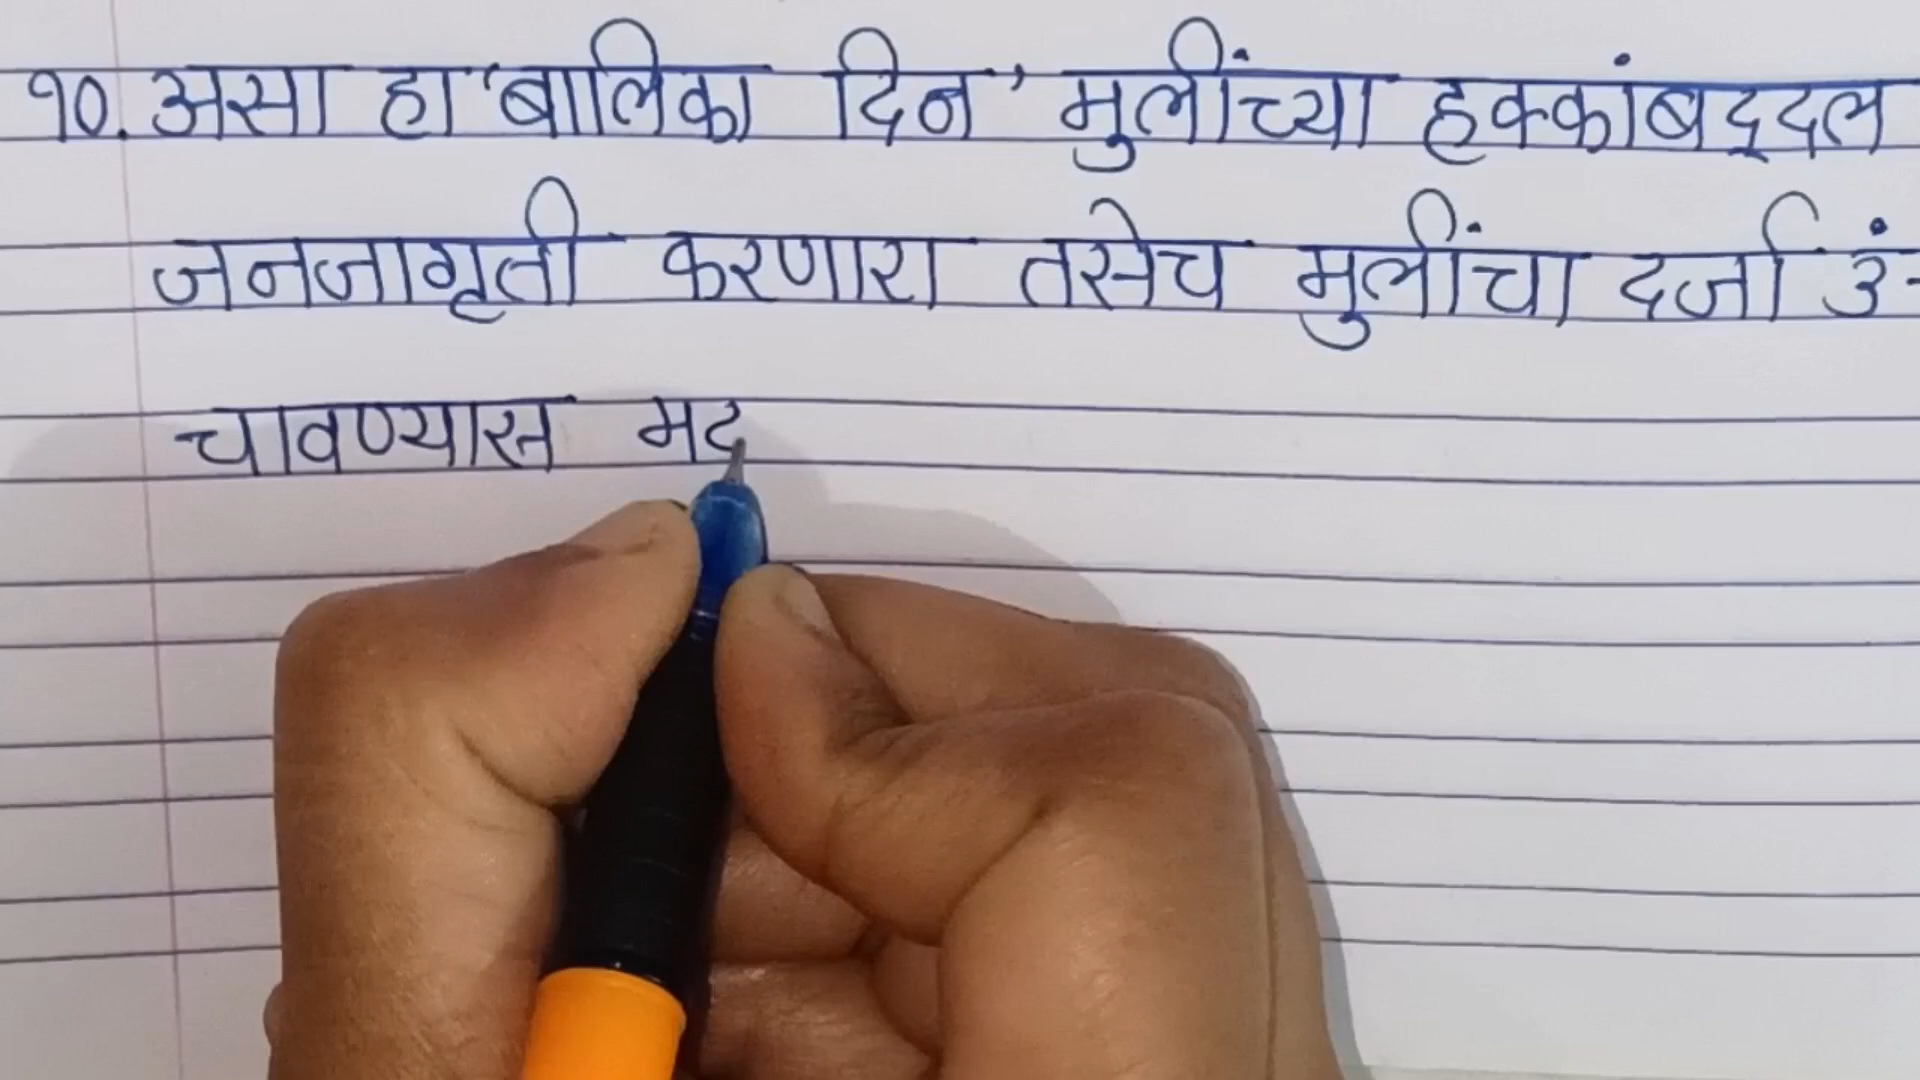 १०. असा हा 'बालिका दिन' मुलींच्या हक्कांबद्दल
जनजागृती करणारा तसेच मुलींचा दर्जा उं-
चावण्यास मद